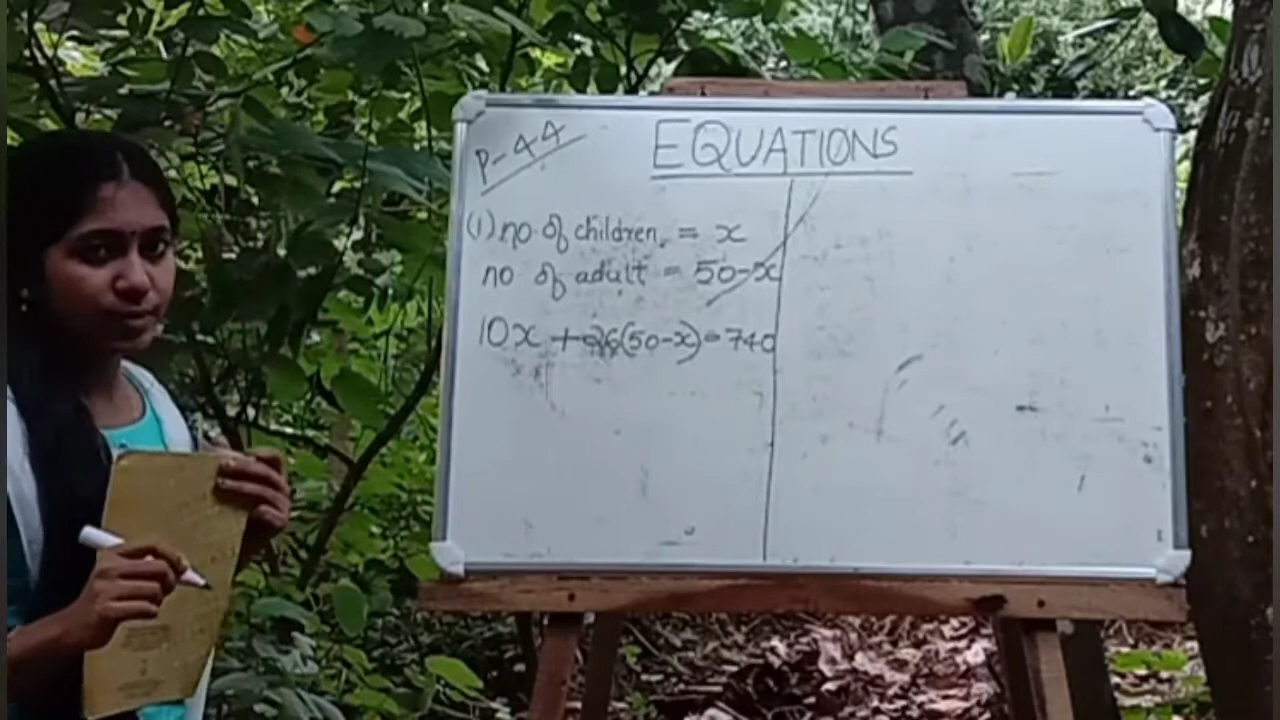 P-44
EQUATIONS
(1) no of children = x
no of adult = 50-x
10x + 26(50-x) = 740